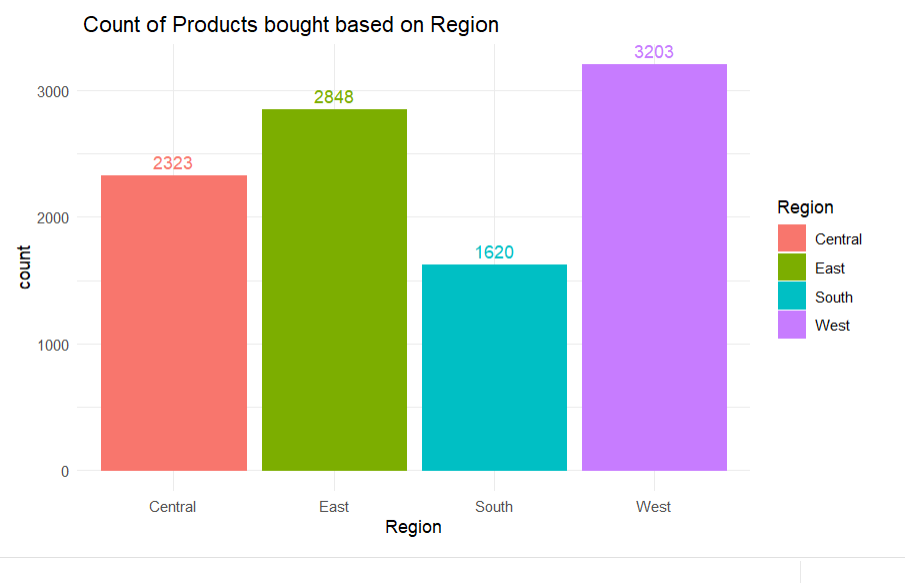 Count of Products bought based on Region
3203
2848
2323
1620
3000
2000
1000
0
count
Central East South West
Region
Region
Central
East
South
West